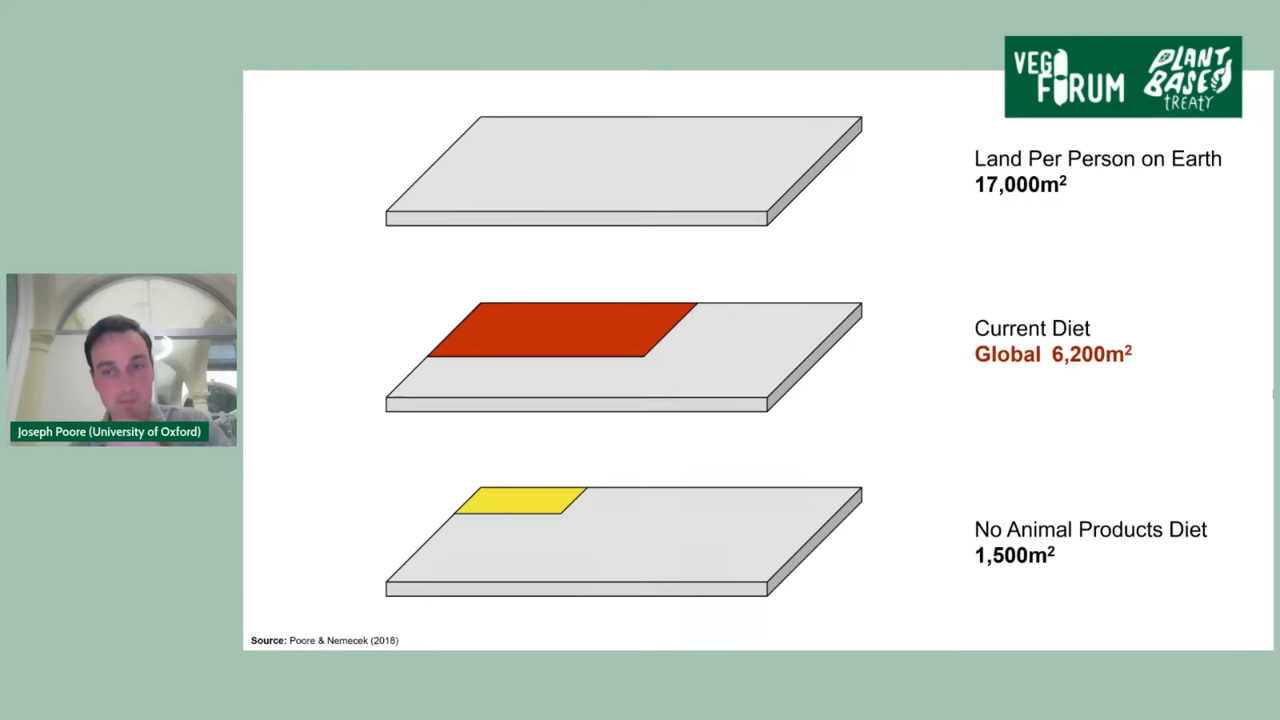 VEGO
FORUM
PLANT
BASED
TREATY
Land Per Person on Earth
17,000m²
Current Diet
Global 6,200m²
Joseph Poore (University of Oxford)
No Animal Products Diet
1,500m²
Source: Poore & Nemecek (2018)